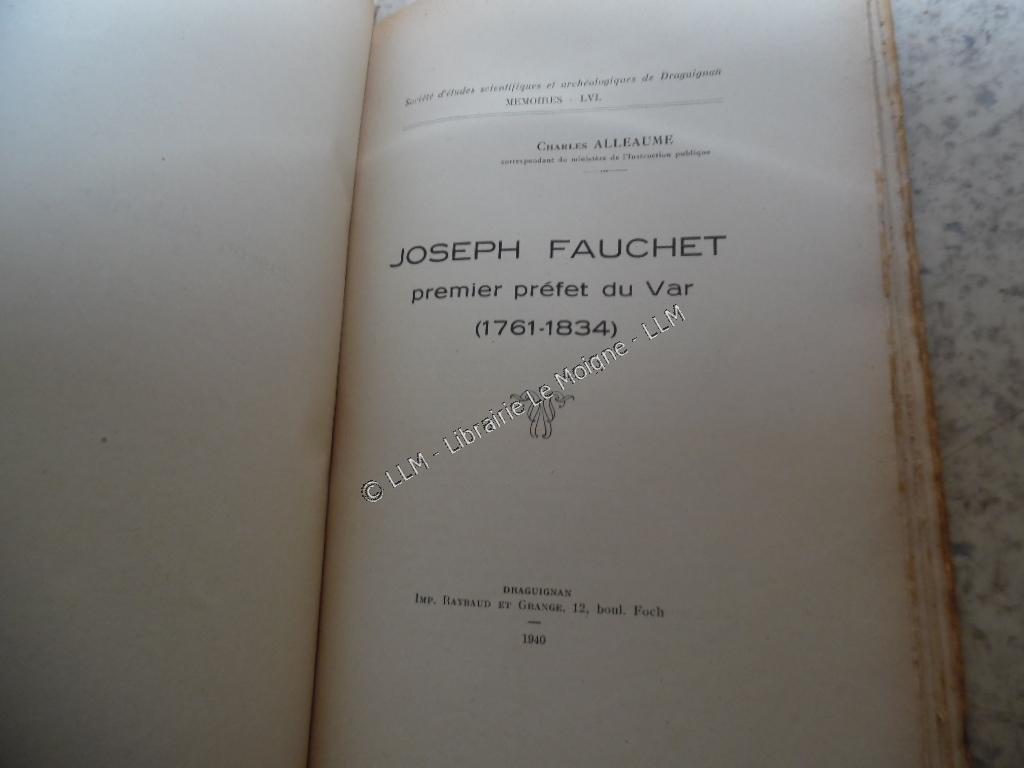 Société d'études scientifiques et archéologiques de Draguignan
MEMOIRES - LVI.
CHARLES ALLEAUME
correspondant du ministère de l'Instruction publique
JOSEPH FAUCHET
premier préfet du Var
(1761-1834)
© LLM - Librairie Le Moigne - LLM
DRAGUIGNAN
IMP. RAYBAUD ET GRANGE, 12, boul. Foch
1940